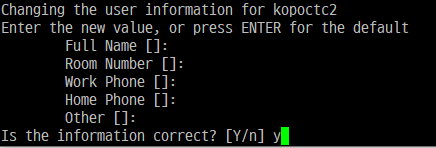 Changing the user information for kopoctc2
Enter the new value, or press ENTER for the default
Full Name []:
Room Number []:
Work Phone []:
Home Phone []:
Other []:
Is the information correct? [Y/n] y